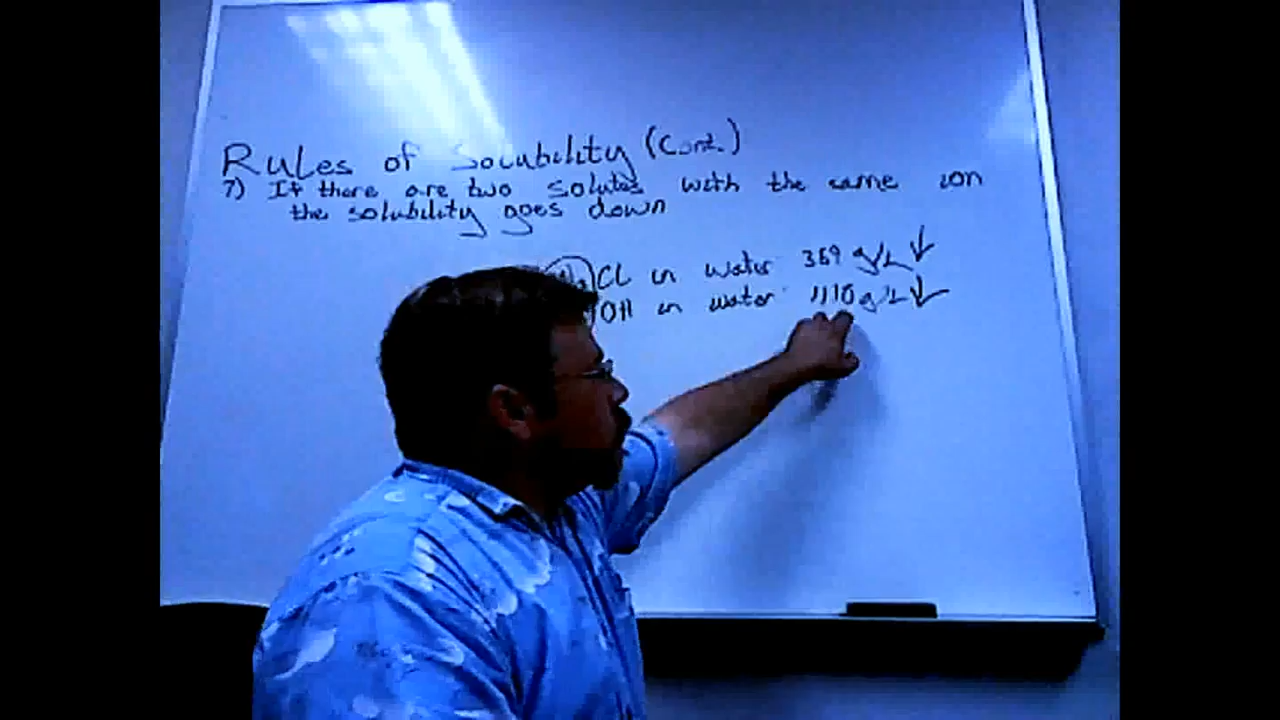 Rules of Solubility (Cont.)
7) If there are two solutes with the same ion
the solubility goes down
CL in water 359 g/L ↓
OH in water 1110 g/L ↓